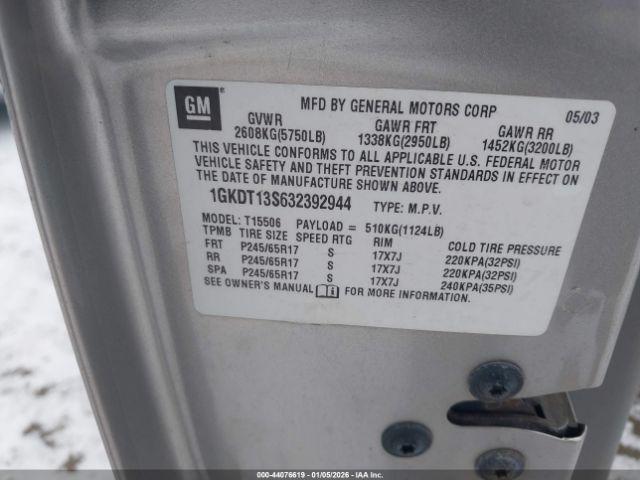 GM
MFD BY GENERAL MOTORS CORP 05/03
GVWR GAWR FRT GAWR RR
2608KG(5750LB) 1338KG(2950LB) 1452KG(3200LB)
THIS VEHICLE CONFORMS TO ALL APPLICABLE U.S. FEDERAL MOTOR
VEHICLE SAFETY AND THEFT PREVENTION STANDARDS IN EFFECT ON
THE DATE OF MANUFACTURE SHOWN ABOVE.
1GKDT13S632392944 TYPE: M.P.V.
MODEL: T15506 PAYLOAD = 510KG(1124LB)
TPMB TIRE SIZE SPEED RTG RIM COLD TIRE PRESSURE
FRT P245/65R17 S 17X7J 220KPA(32PSI)
RR P245/65R17 S 17X7J 220KPA(32PSI)
SPA P245/65R17 S 17X7J 240KPA(35PSI)
SEE OWNER'S MANUAL FOR MORE INFORMATION.
000-44076619 | 01/05/2026 | IAA Inc.